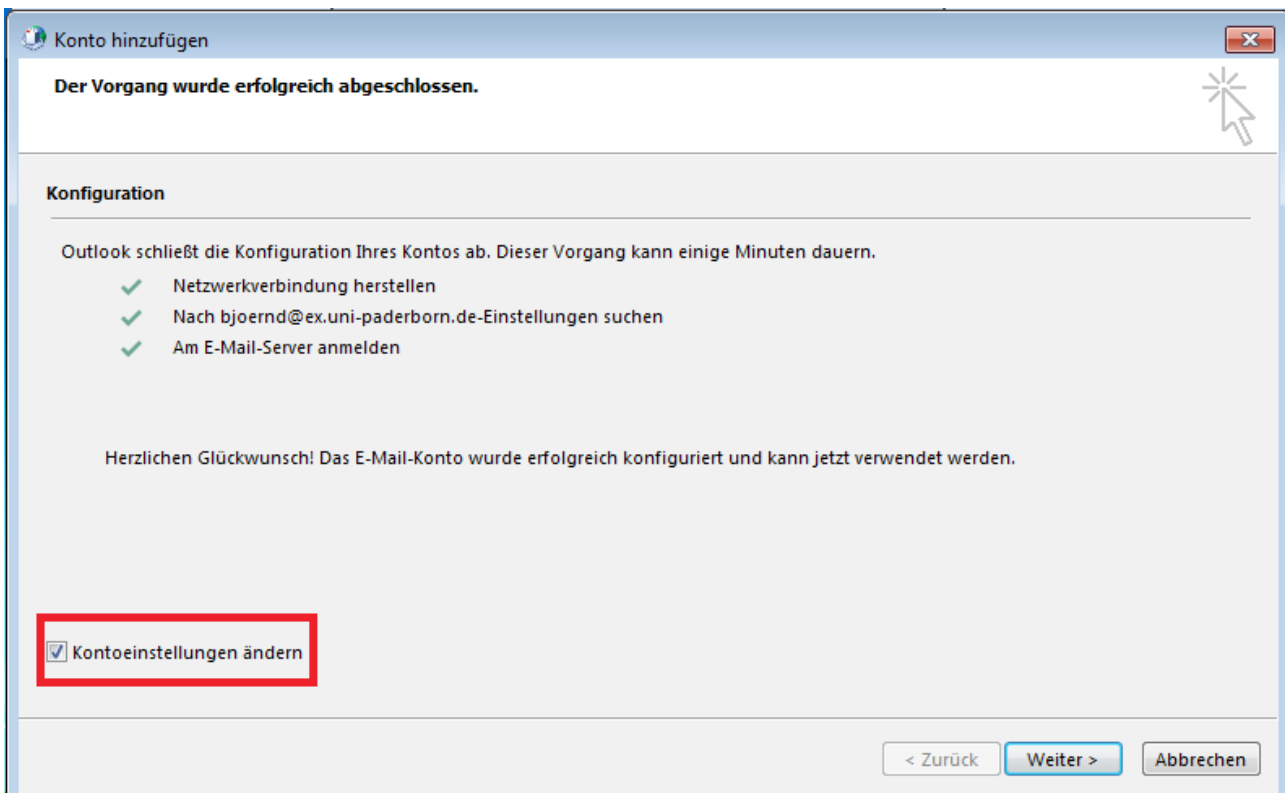 Konto hinzufügen
Der Vorgang wurde erfolgreich abgeschlossen.
Konfiguration
Outlook schließt die Konfiguration Ihres Kontos ab. Dieser Vorgang kann einige Minuten dauern.
Netzwerkverbindung herstellen
Nach bjoernd@ex.uni-paderborn.de-Einstellungen suchen
Am E-Mail-Server anmelden
Herzlichen Glückwunsch! Das E-Mail-Konto wurde erfolgreich konfiguriert und kann jetzt verwendet werden.
Kontoeinstellungen ändern
< Zurück Weiter > Abbrechen